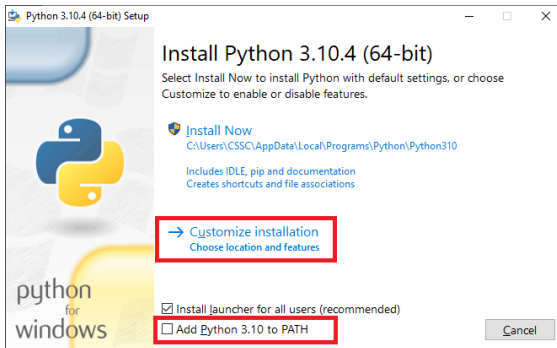 Python 3.10.4 (64-bit) Setup
Install Python 3.10.4 (64-bit)
Select Install Now to install Python with default settings, or choose
Customize to enable or disable features.
Install Now
C:\Users\CSSC\AppData\Local\Programs\Python\Python310
Includes IDLE, pip and documentation
Creates shortcuts and file associations
Customize installation
Choose location and features
python
for
windows
Install launcher for all users (recommended)
Add Python 3.10 to PATH
Cancel